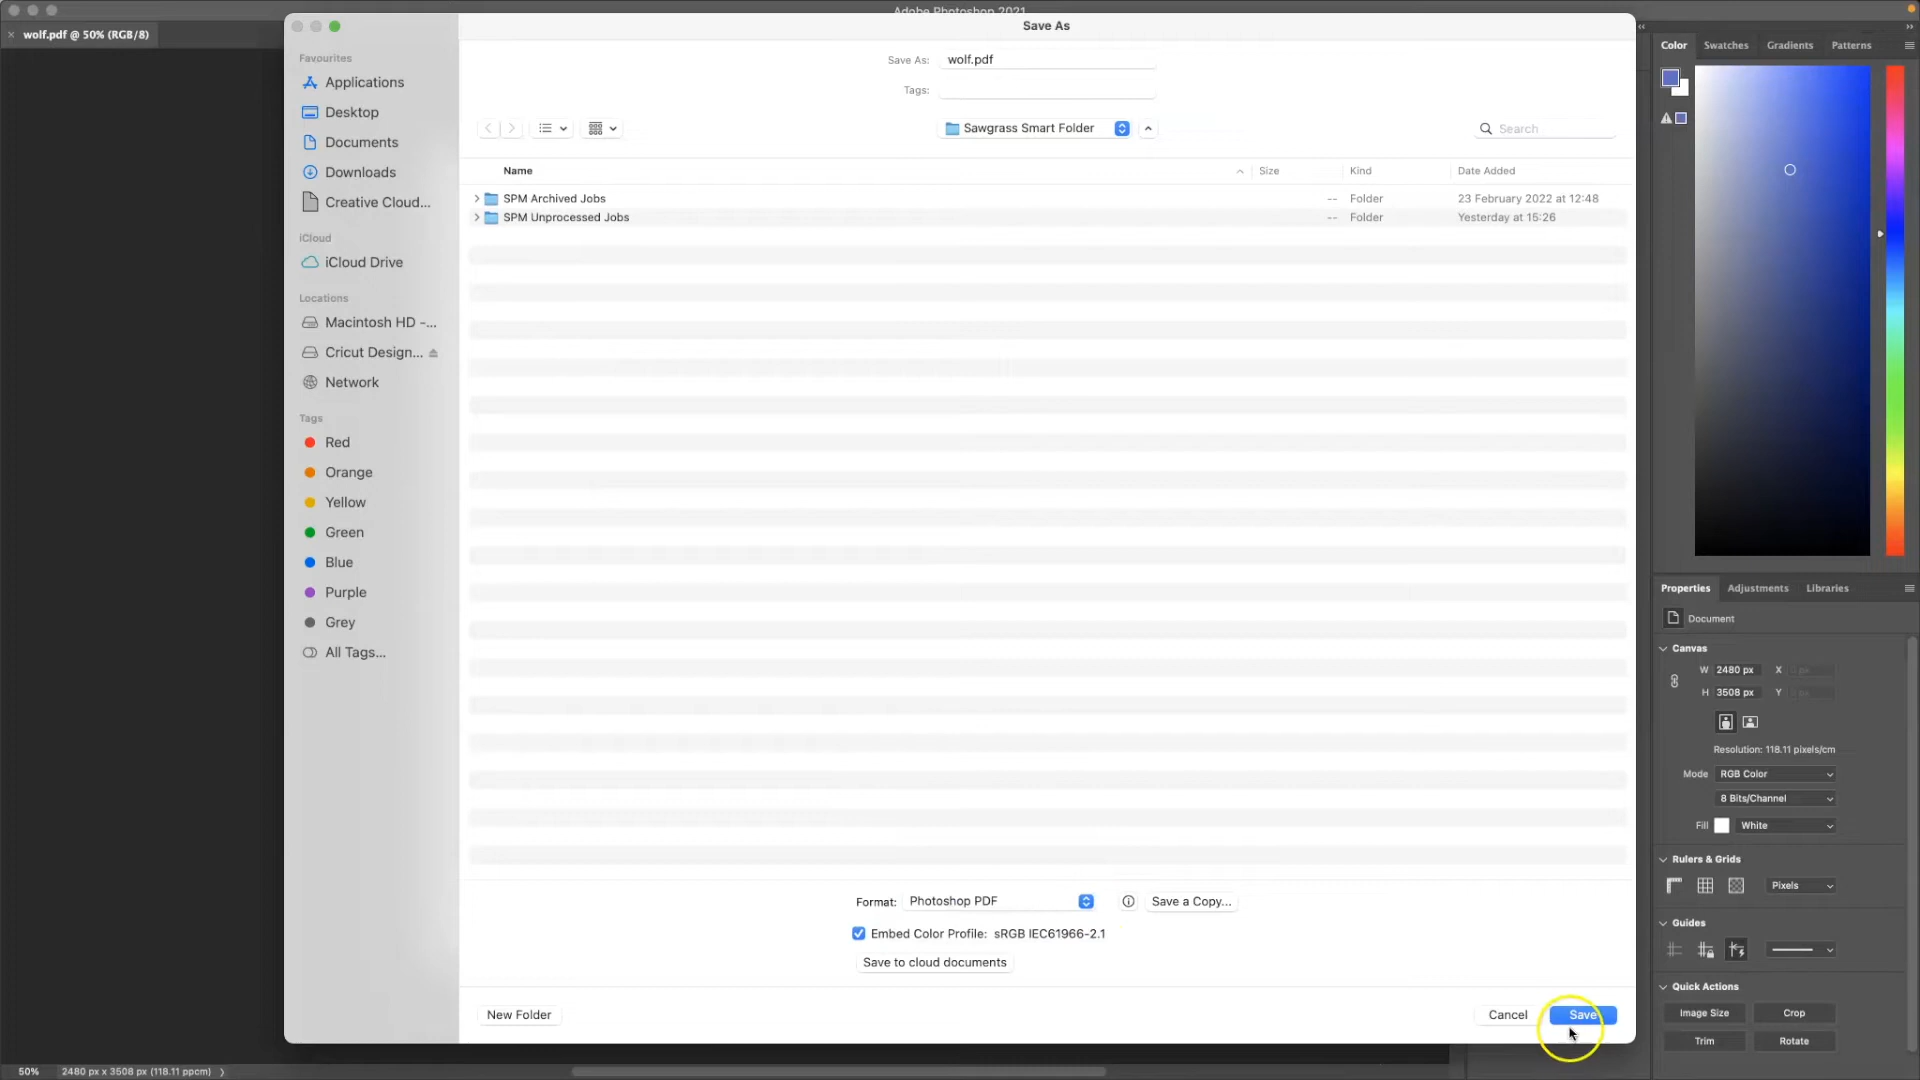 Adobe Photoshop 2021
wolf.pdf @ 50% (RGB/8)
Save As
Save As: wolf.pdf
Tags:
Sawgrass Smart Folder
Search
Favourites
Applications
Desktop
Documents
Downloads
Creative Cloud...
iCloud
iCloud Drive
Locations
Macintosh HD -...
Cricut Design...
Network
Tags
Red
Orange
Yellow
Green
Blue
Purple
Grey
All Tags...
Name Size Kind Date Added
SPM Archived Jobs -- Folder 23 February 2022 at 12:48
SPM Unprocessed Jobs -- Folder Yesterday at 15:26
Format: Photoshop PDF Save a Copy...
Embed Color Profile: sRGB IEC61966-2.1
Save to cloud documents
New Folder Cancel Save
Color Swatches Gradients Patterns
Properties Adjustments Libraries
Document
Canvas
W 2480 px X
H 3508 px Y
Resolution: 118.11 pixels/cm
Mode RGB Color
8 Bits/Channel
Fill White
Rulers & Grids
Pixels
Guides
Quick Actions
Image Size Crop
Trim Rotate
50% 2480 px x 3508 px (118.11 ppcm)